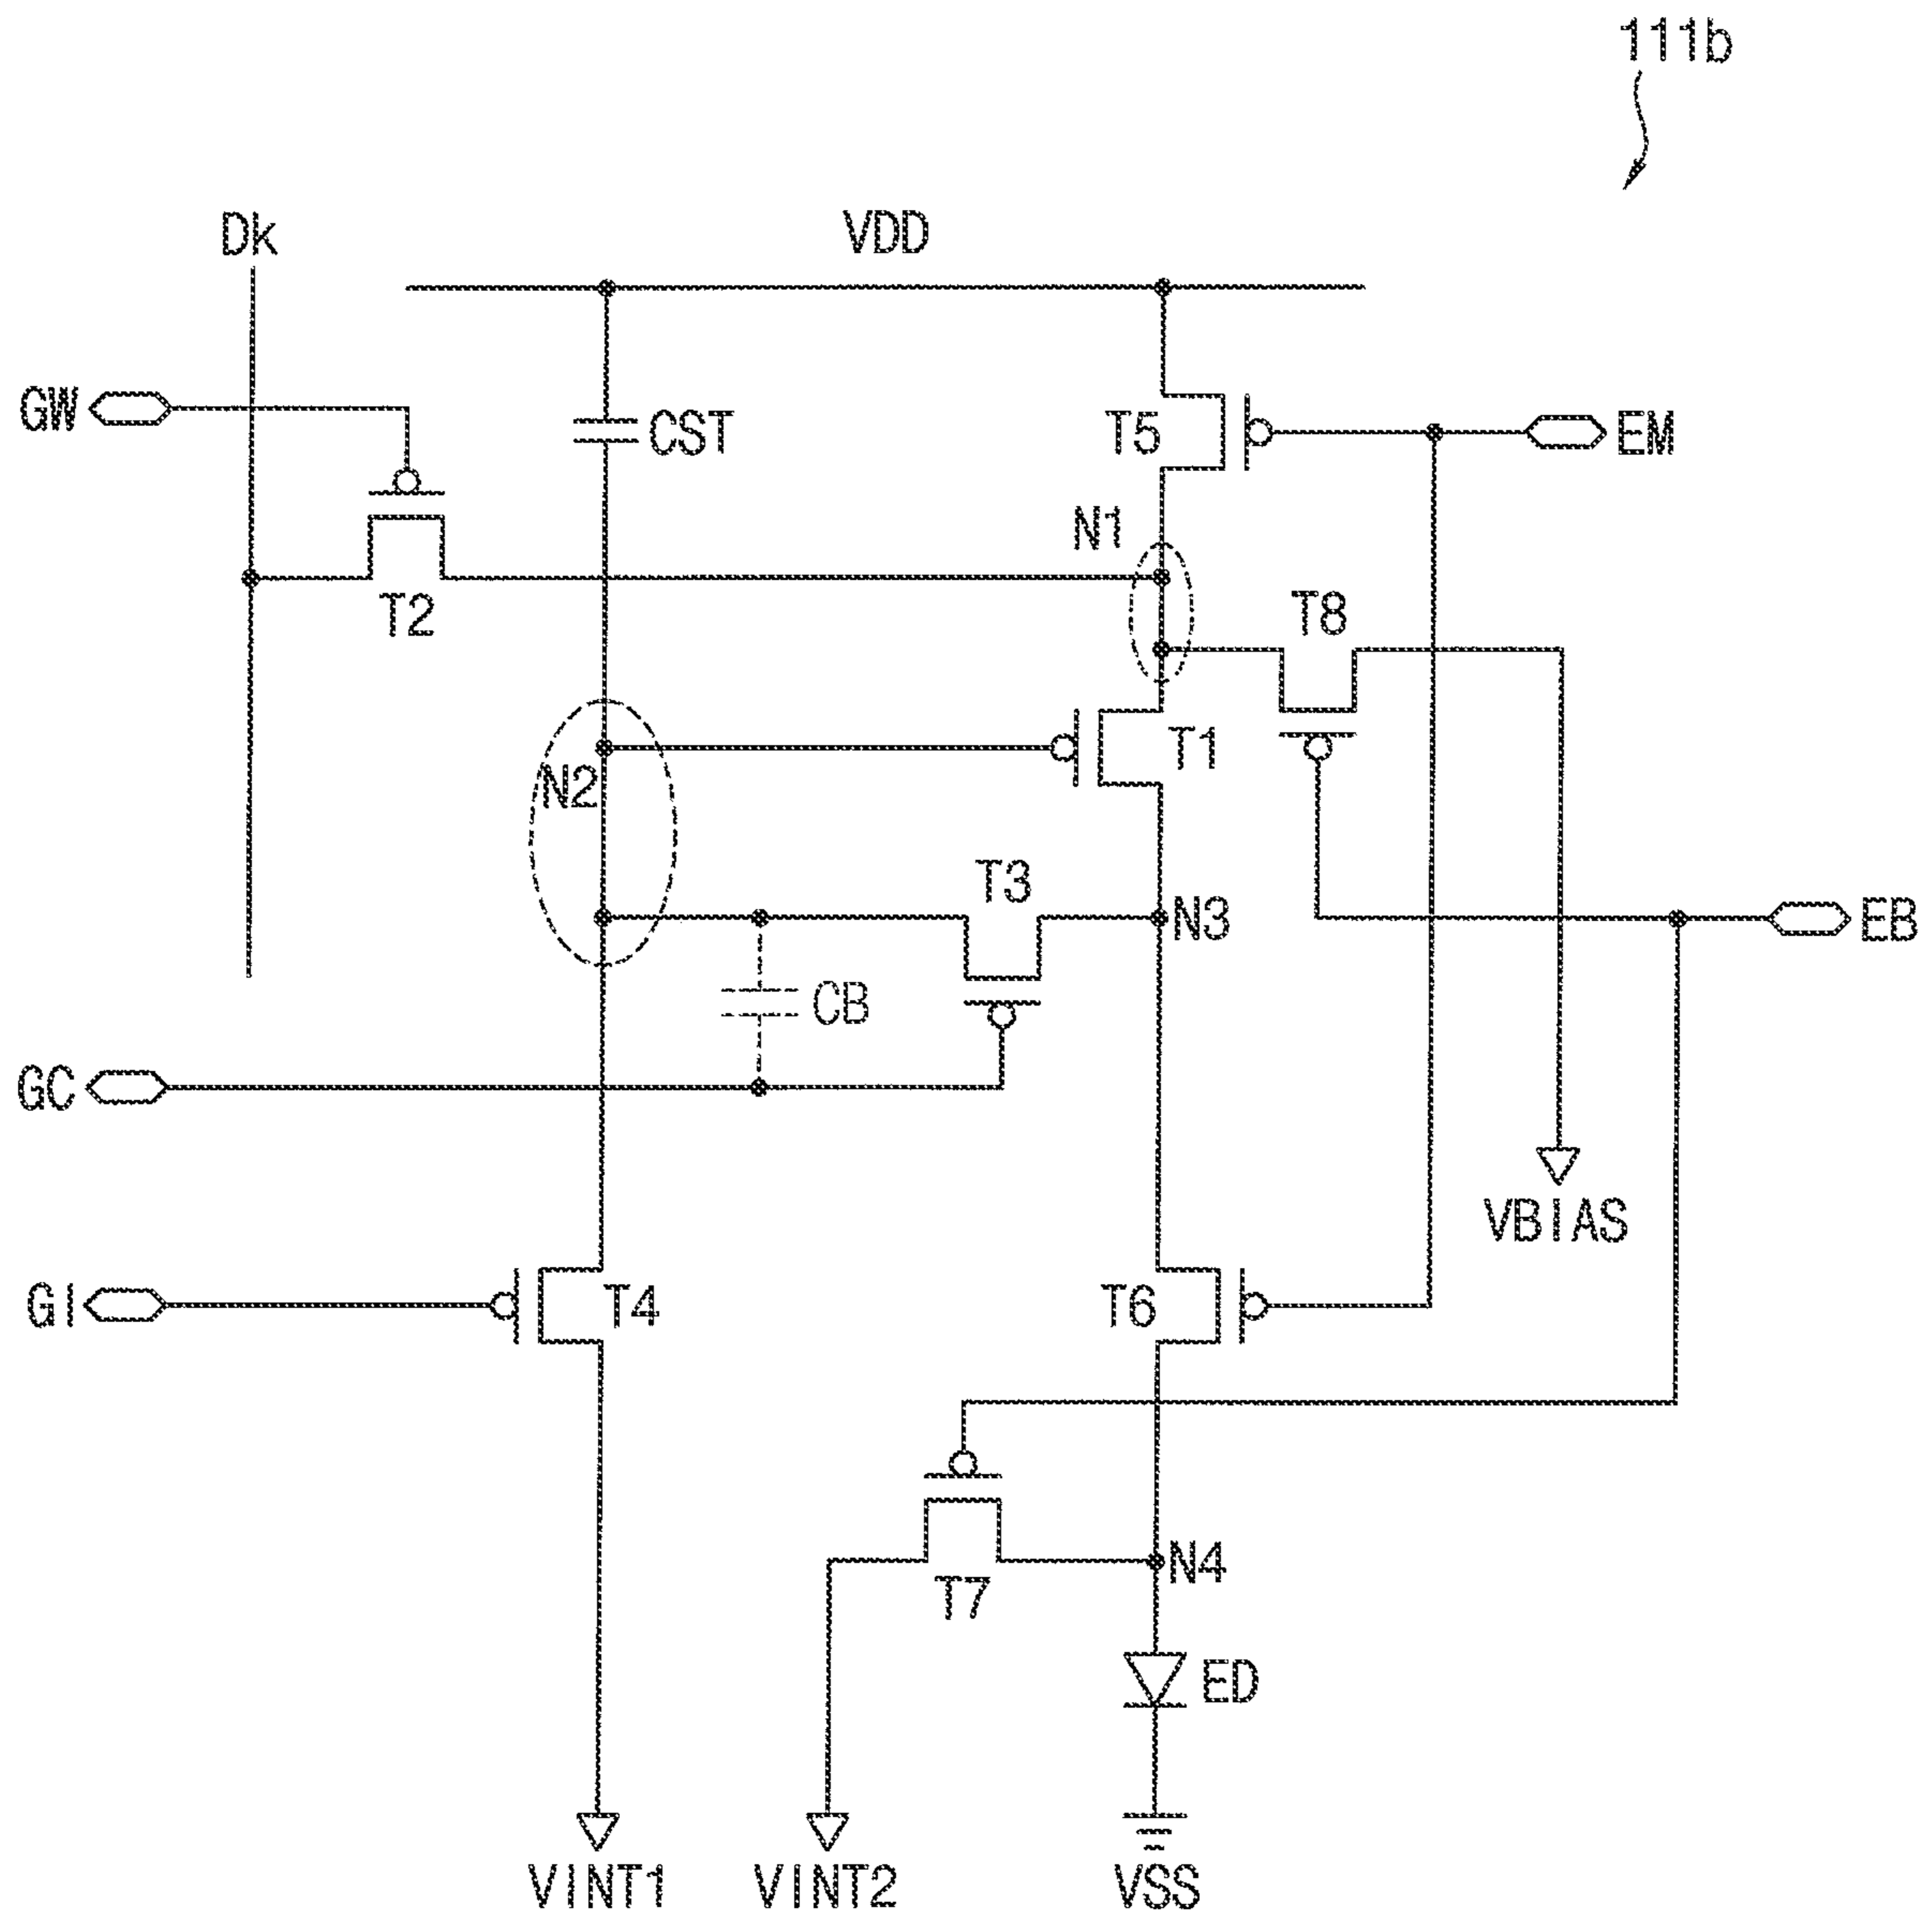 111b
Dk
VDD
GW
CST
T5
EM
N1
T2
T8
N2
T1
T3
N3
EB
CB
GC
VBIAS
GI
T4
T6
N4
T7
ED
VINT1
VINT2
VSS